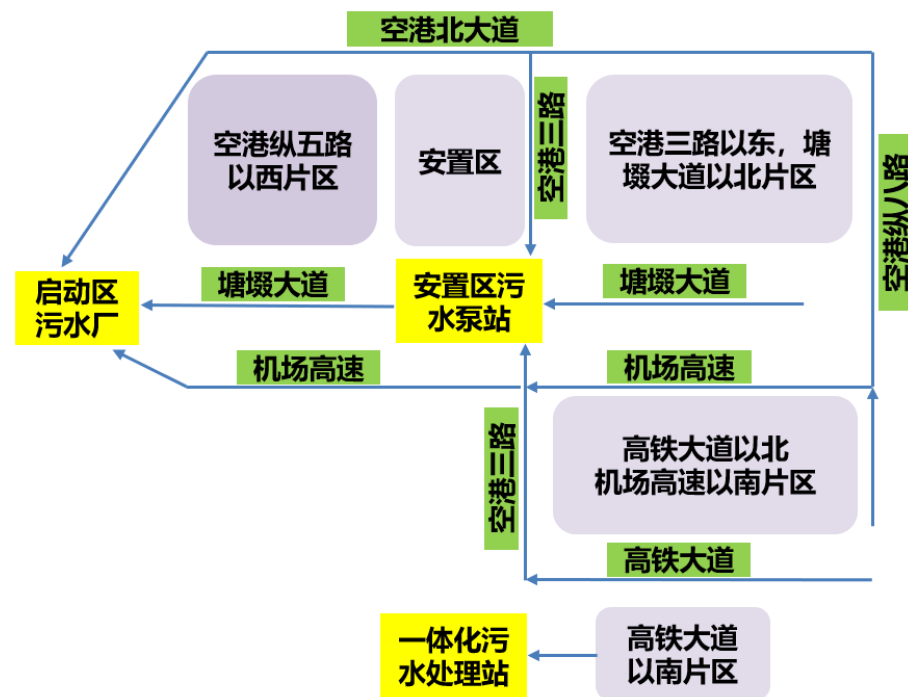 空港北大道
空港纵五路
以西片区
安置区
空港三路
空港三路以东，塘
堫大道以北片区
空港纵八路
启动区
污水厂
塘㙍大道
安置区污
水泵站
塘㙍大道
机场高速
机场高速
空港三路
高铁大道以北
机场高速以南片区
高铁大道
一体化污
水处理站
高铁大道
以南片区